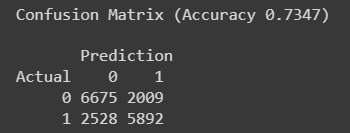 Confusion Matrix (Accuracy 0.7347)
Prediction
Actual 0 1
0 6675 2009
1 2528 5892